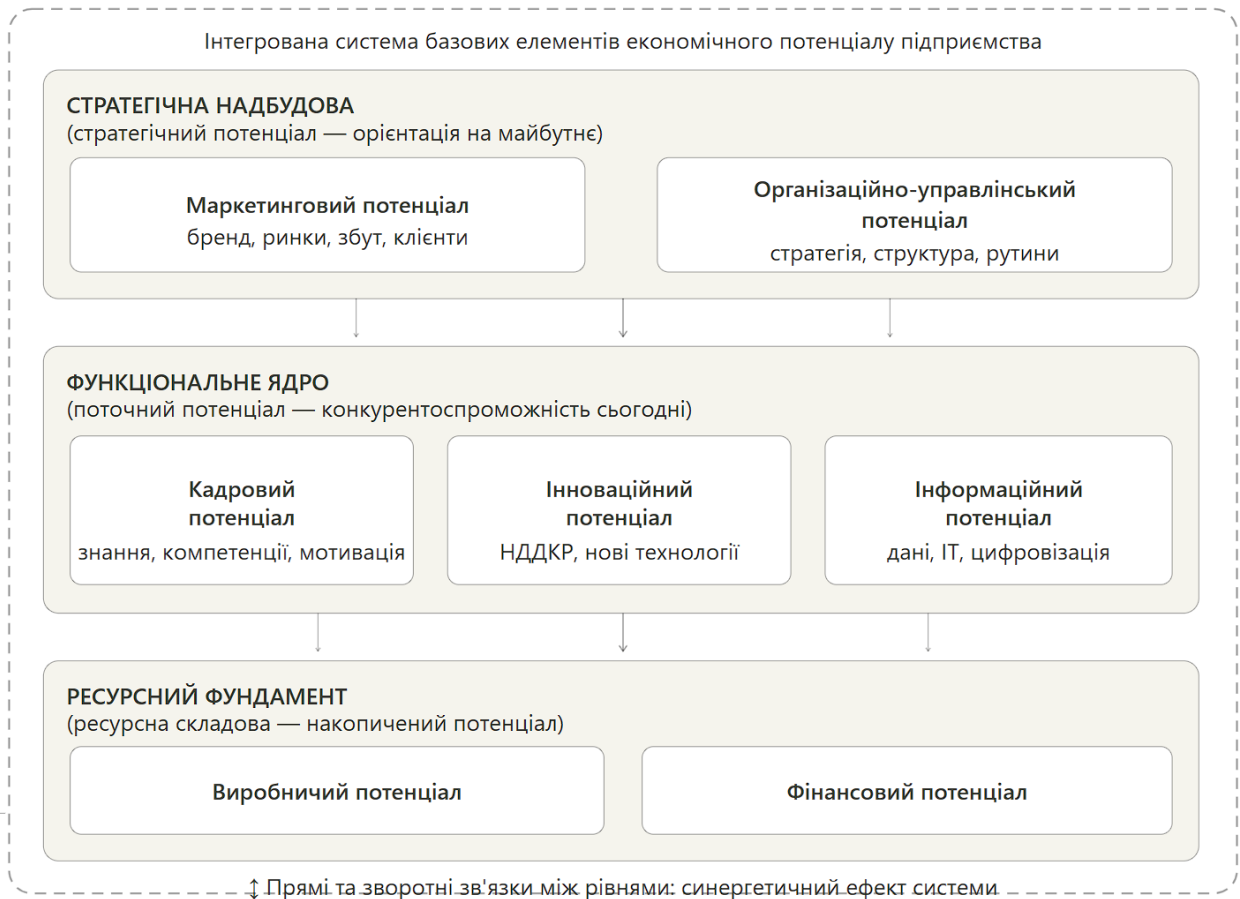 Інтегрована система базових елементів економічного потенціалу підприємства
СТРАТЕГІЧНА НАДБУДОВА
(стратегічний потенціал — орієнтація на майбутнє)
Маркетинговий потенціал
бренд, ринки, збут, клієнти
Організаційно-управлінський
потенціал
стратегія, структура, рутини
ФУНКЦІОНАЛЬНЕ ЯДРО
(поточний потенціал — конкурентоспроможність сьогодні)
Кадровий
потенціал
знання, компетенції, мотивація
Інноваційний
потенціал
НДДКР, нові технології
Інформаційний
потенціал
дані, ІТ, цифровізація
РЕСУРСНИЙ ФУНДАМЕНТ
(ресурсна складова — накопичений потенціал)
Виробничий потенціал
Фінансовий потенціал
↕ Прямі та зворотні зв'язки між рівнями: синергетичний ефект системи